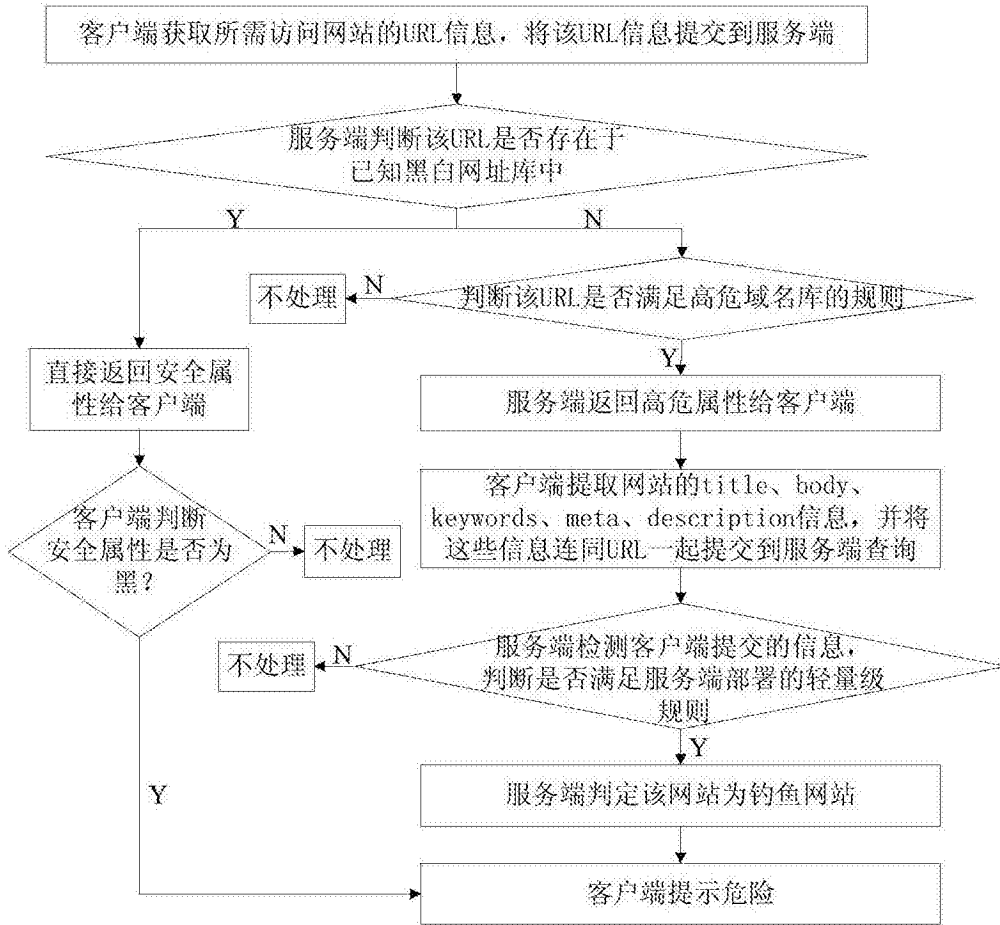 客户端获取所需访问网站的URL信息，将该URL信息提交到服务端
服务端判断该URL是否存在于
已知黑白网址库中
Y
N
不处理
N
判断该URL是否满足高危域名库的规则
Y
直接返回安全属
性给客户端
服务端返回高危属性给客户端
客户端判断
安全属性是否为
黑?
N
不处理
客户端提取网站的title、body、
keywords、meta、description信息，并将
这些信息连同URL一起提交到服务端查询
不处理
N
服务端检测客户端提交的信息，
判断是否满足服务端部署的轻量级
规则
Y
Y
服务端判定该网站为钓鱼网站
客户端提示危险